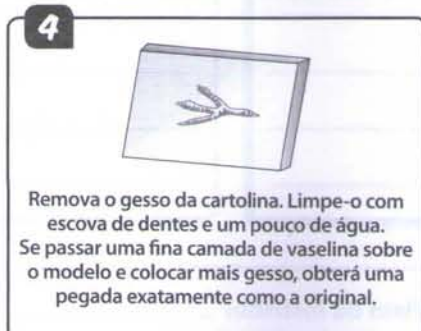 4
Remova o gesso da cartolina. Limpe-o com
escova de dentes e um pouco de água.
Se passar uma fina camada de vaselina sobre
o modelo e colocar mais gesso, obterá uma
pegada exatamente como a original.